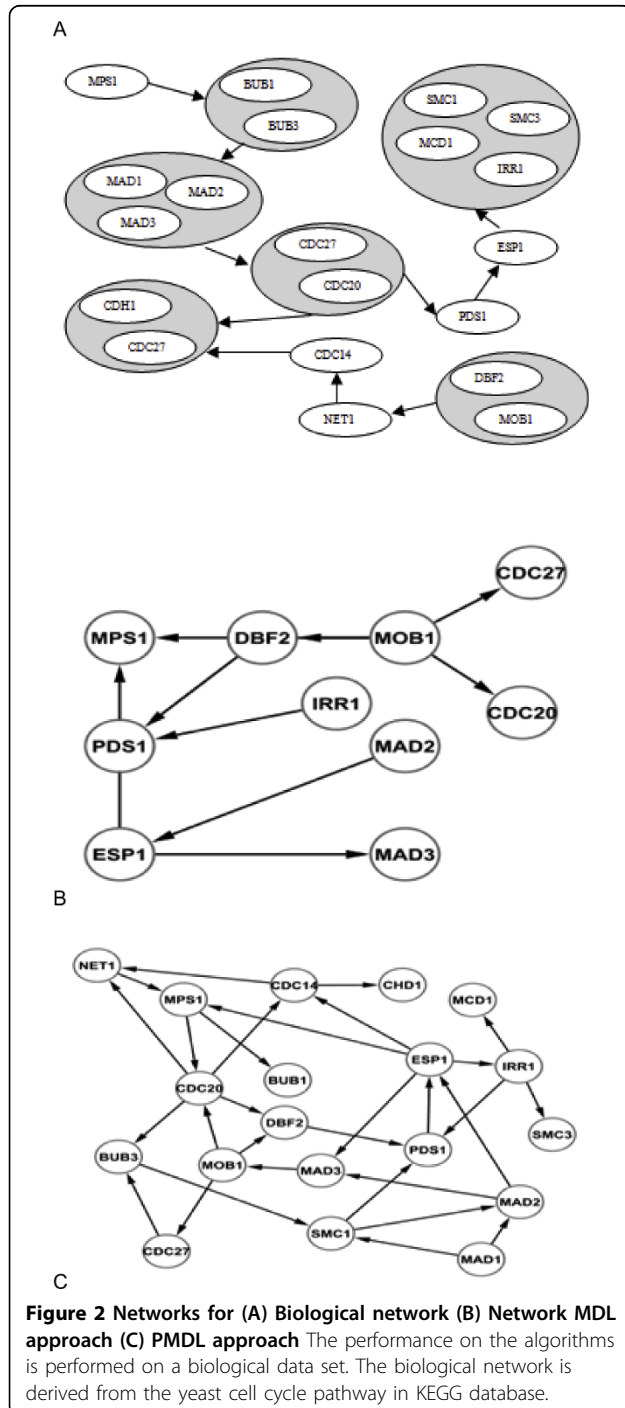 A
MPS1
BUB1
BUB3
SMC1
SMC3
MCD1
IRR1
MAD1
MAD2
MAD3
CDC27
CDC20
ESP1
CDH1
CDC27
PDS1
CDC14
DBF2
NET1
MOB1
CDC27
MPS1
DBF2
MOB1
IRR1
CDC20
PDS1
MAD2
ESP1
MAD3
B
NET1
CDC14
CHD1
MCD1
MPS1
ESP1
IRR1
BUB1
CDC20
DBF2
SMC3
BUB3
MOB1
MAD3
PDS1
MAD2
SMC1
CDC27
MAD1
C
Figure 2 Networks for (A) Biological network (B) Network MDL
approach (C) PMDL approach The performance on the algorithms
is performed on a biological data set. The biological network is
derived from the yeast cell cycle pathway in KEGG database.